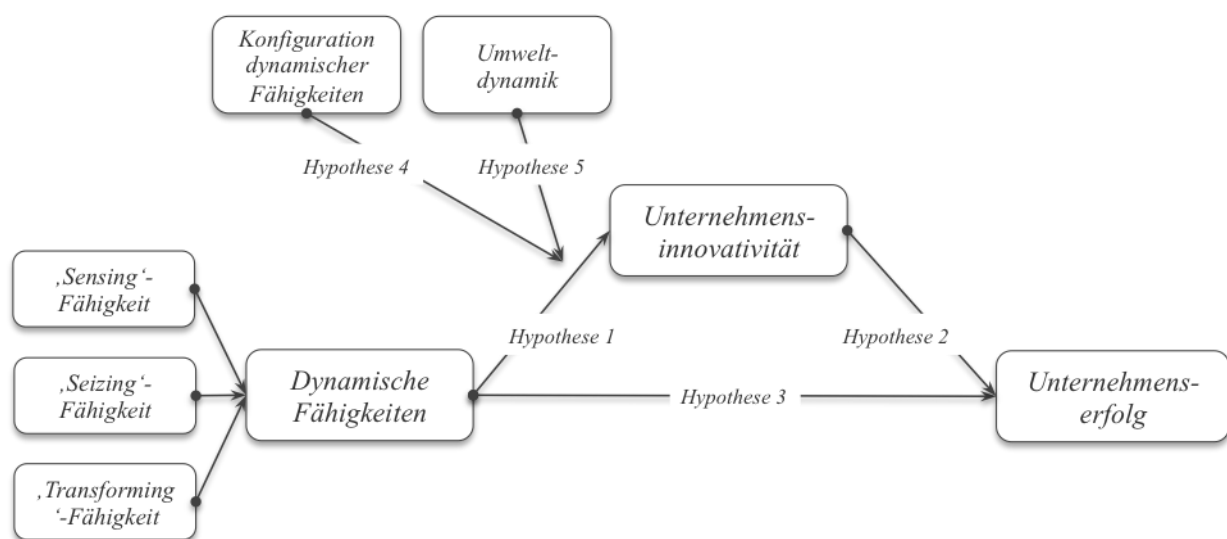 Konfiguration
dynamischer
Fähigkeiten
Umwelt-
dynamik
Hypothese 4
Hypothese 5
Unternehmens-
innovativität
‚Sensing‘-
Fähigkeit
Hypothese 1
Hypothese 2
‚Seizing‘-
Fähigkeit
Dynamische
Fähigkeiten
Hypothese 3
Unternehmens-
erfolg
‚Transforming
‘-Fähigkeit